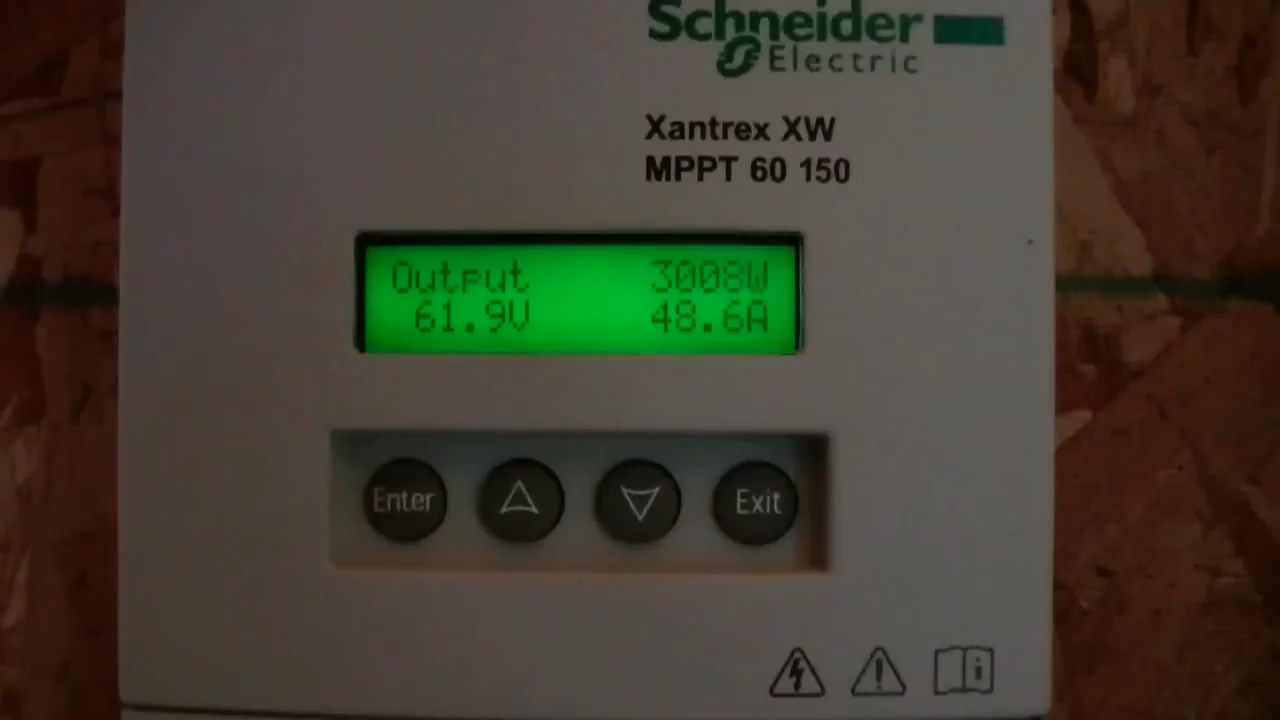 Schneider
Electric
Xantrex XW
MPPT 60 150
Output 3008W
61.9V 48.6A
Enter Exit
i